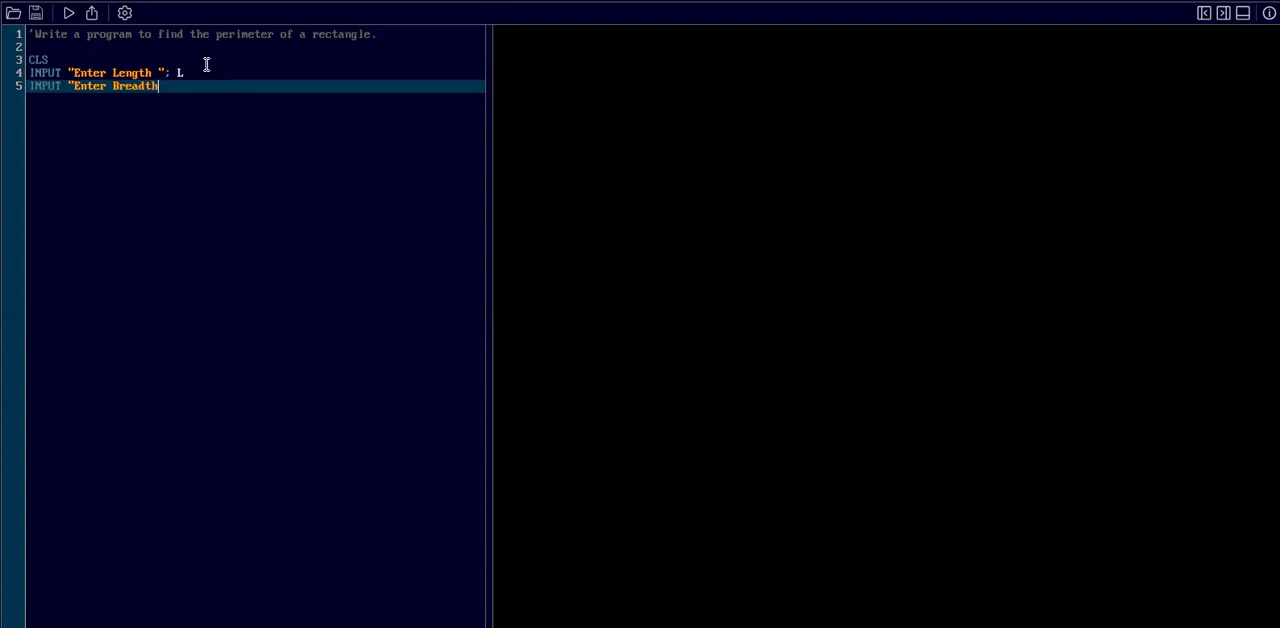 1 'Write a program to find the perimeter of a rectangle.
2
3 CLS
4 INPUT "Enter Length "; L
5 INPUT "Enter Breadth